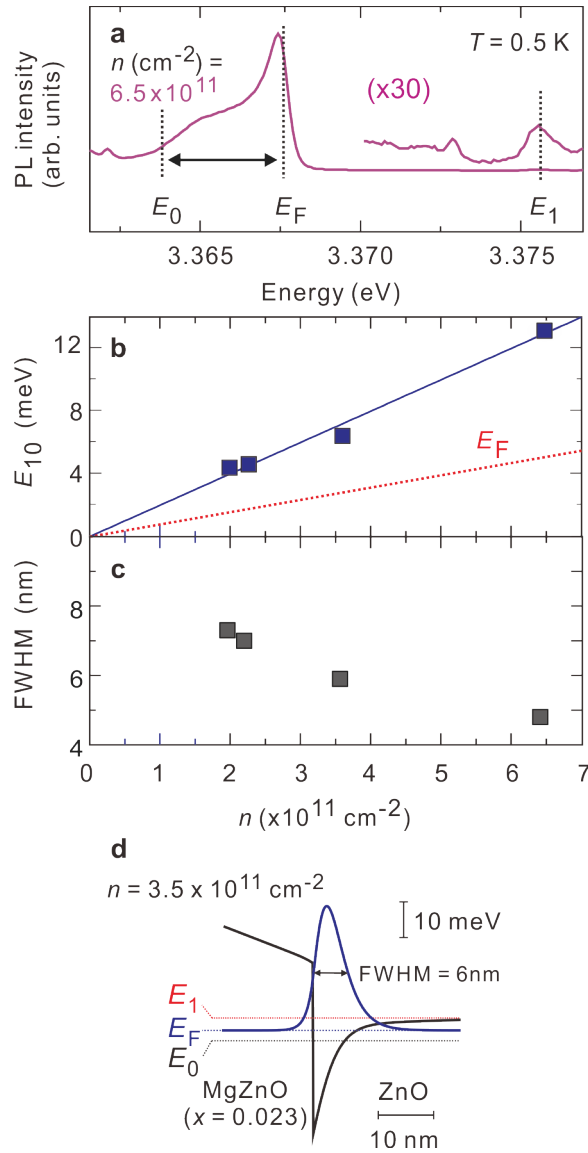 a
n (cm⁻²) =
6.5x10¹¹
T = 0.5 K
(x30)
PL intensity
(arb. units)
E₀
E_F
E₁
3.365
3.370
3.375
Energy (eV)
b
12
8
4
0
E₁₀ (meV)
E_F
c
8
6
4
FWHM (nm)
0
1
2
3
4
5
6
7
n (x10¹¹ cm⁻²)
d
n = 3.5 x 10¹¹ cm⁻²
10 meV
FWHM = 6nm
E₁
E_F
E₀
MgZnO
(x = 0.023)
ZnO
10 nm